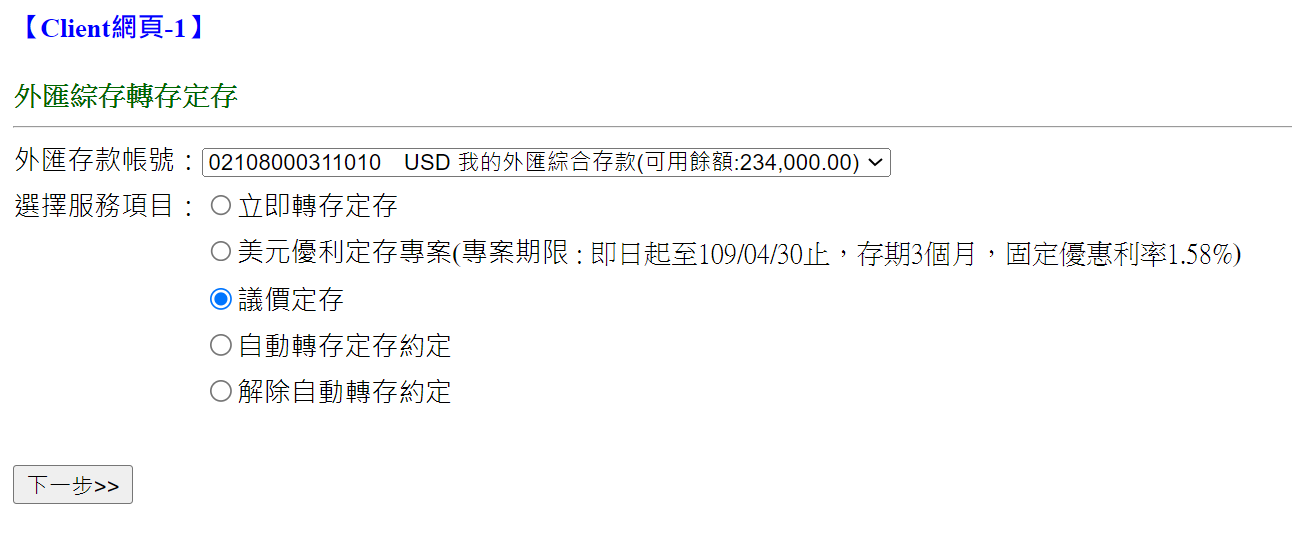 【Client網頁-1】
外匯綜存轉存定存
外匯存款帳號：02108000311010 USD 我的外匯綜合存款(可用餘額:234,000.00)
選擇服務項目：立即轉存定存
美元優利定存專案(專案期限 : 即日起至109/04/30止，存期3個月，固定優惠利率1.58%)
議價定存
自動轉存定存約定
解除自動轉存約定
下一步>>